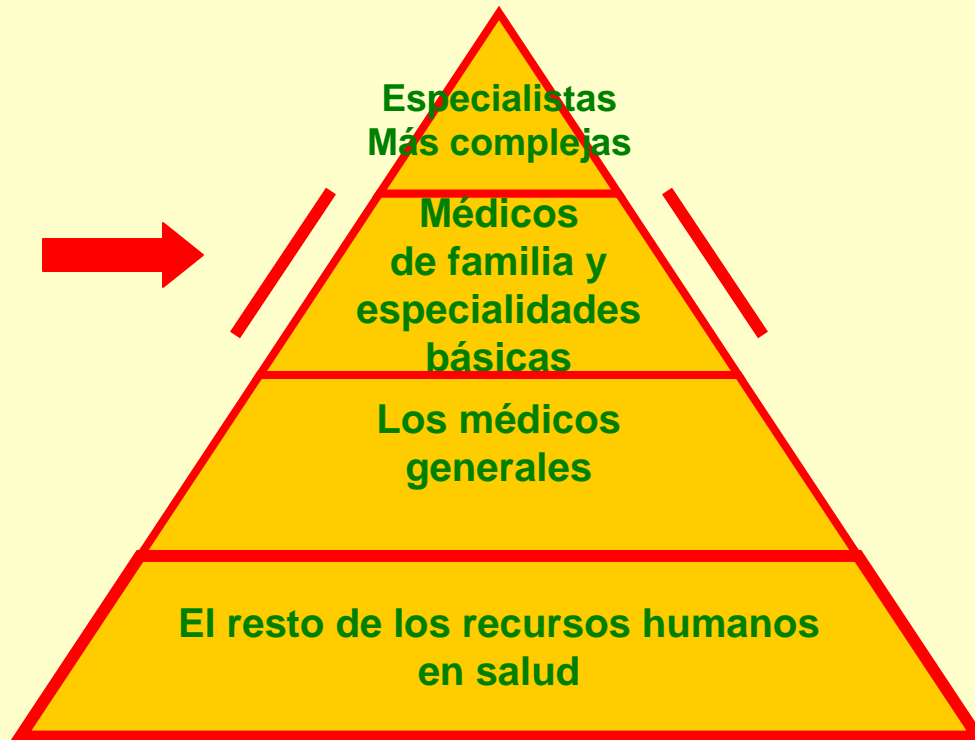 Especialistas
Más complejas
Médicos
de familia y
especialidades
básicas
Los médicos
generales
El resto de los recursos humanos
en salud